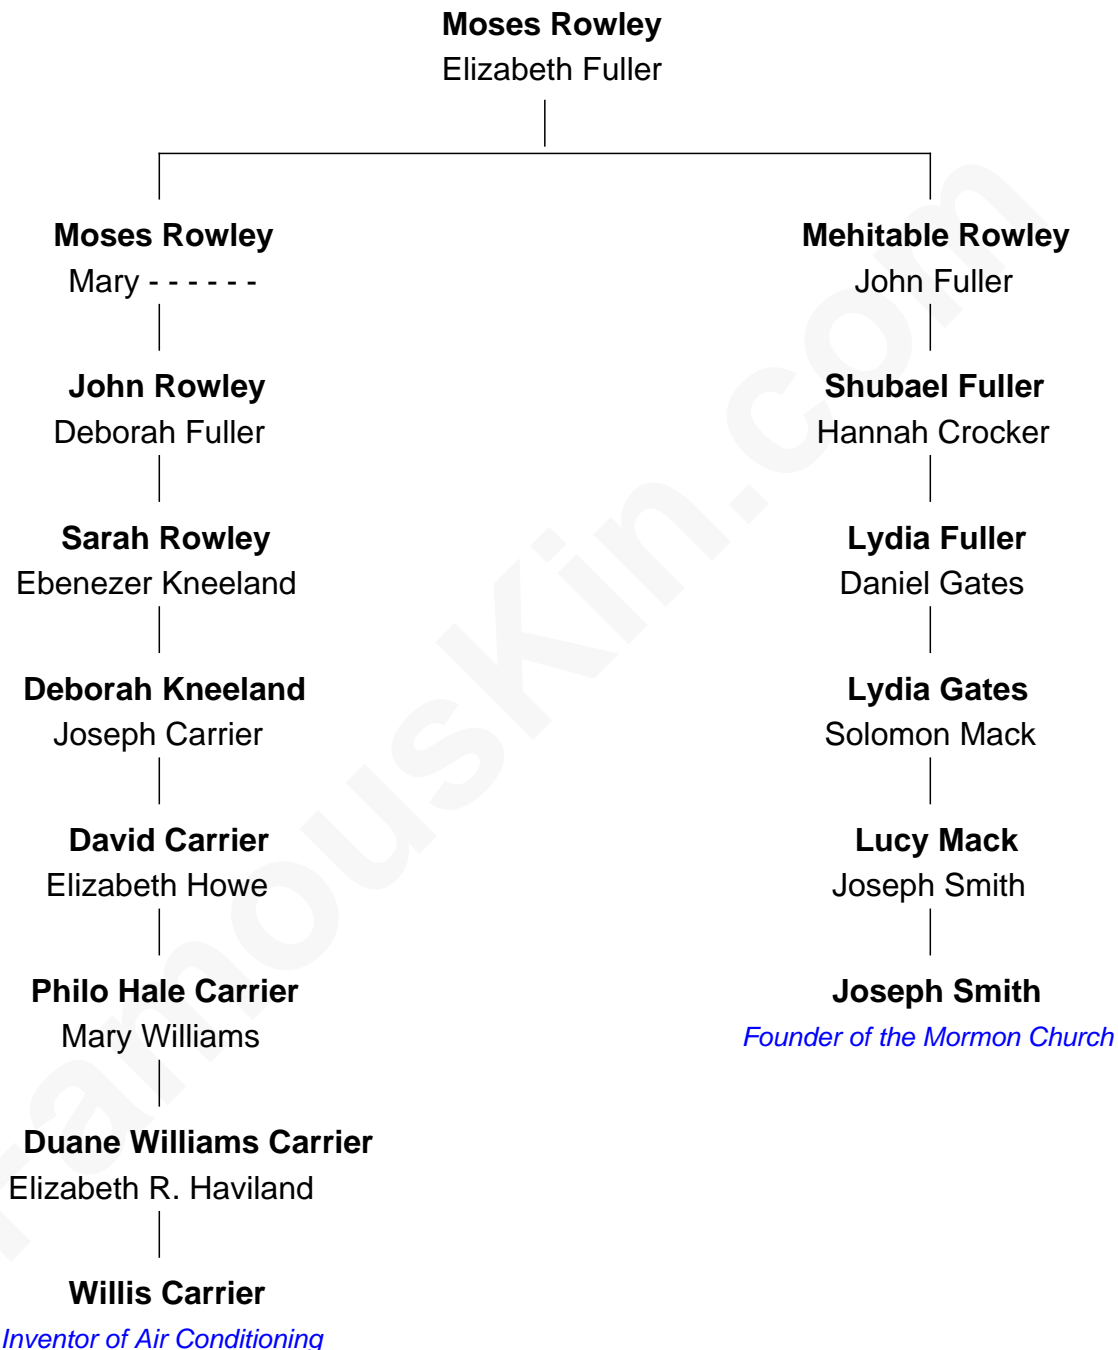 Moses Rowley
Elizabeth Fuller
Moses Rowley
Mary - - - - - -
John Rowley
Deborah Fuller
Sarah Rowley
Ebenezer Kneeland
Deborah Kneeland
Joseph Carrier
David Carrier
Elizabeth Howe
Philo Hale Carrier
Mary Williams
Duane Williams Carrier
Elizabeth R. Haviland
Willis Carrier
Inventor of Air Conditioning
Mehitable Rowley
John Fuller
Shubael Fuller
Hannah Crocker
Lydia Fuller
Daniel Gates
Lydia Gates
Solomon Mack
Lucy Mack
Joseph Smith
Joseph Smith
Founder of the Mormon Church
FamousKin.com